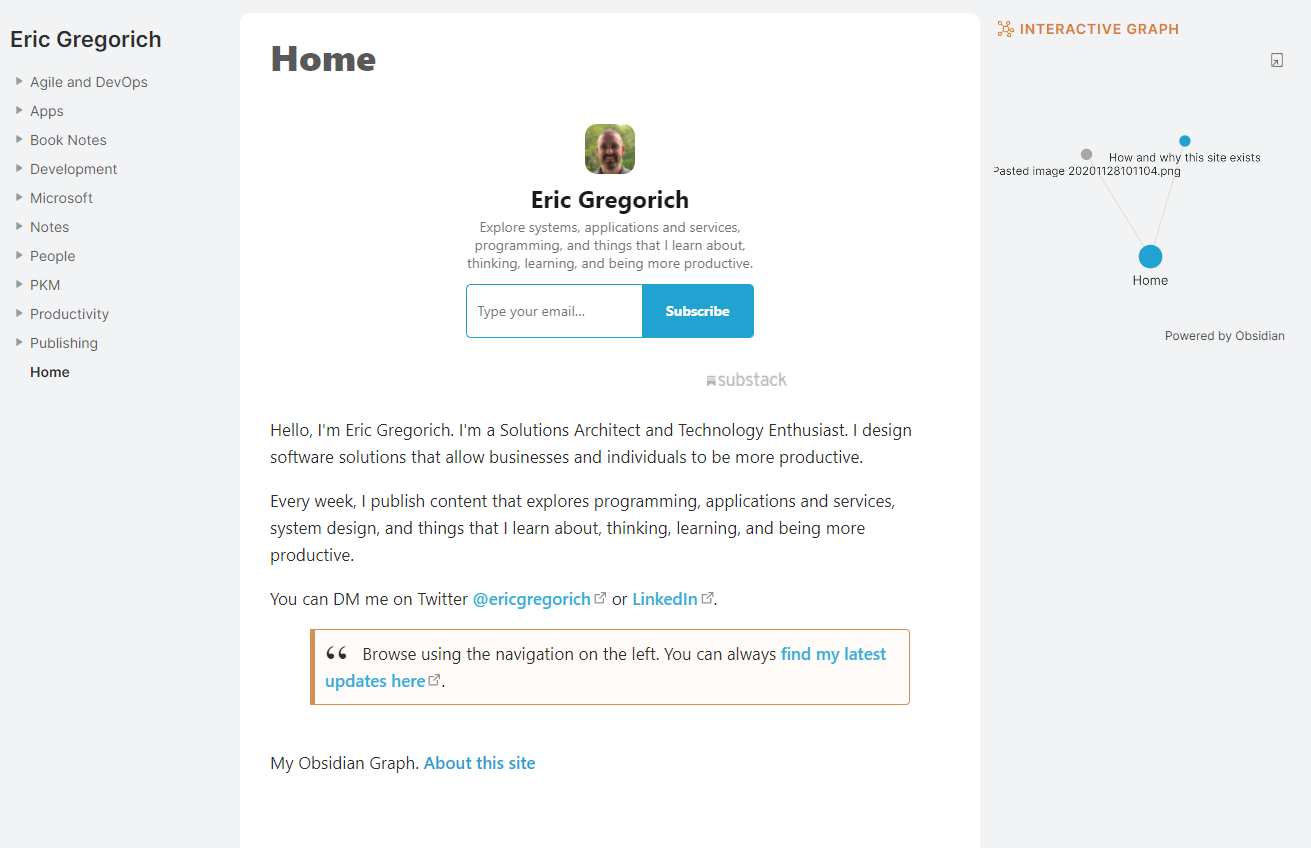 Eric Gregorich
Agile and DevOps
Apps
Book Notes
Development
Microsoft
Notes
People
PKM
Productivity
Publishing
Home
Home
Eric Gregorich
Explore systems, applications and services,
programming, and things that I learn about,
thinking, learning, and being more productive.
Type your email...
Subscribe
substack
Hello, I'm Eric Gregorich. I'm a Solutions Architect and Technology Enthusiast. I design
software solutions that allow businesses and individuals to be more productive.
Every week, I publish content that explores programming, applications and services,
system design, and things that I learn about, thinking, learning, and being more
productive.
You can DM me on Twitter @ericgregorich or LinkedIn.
“ Browse using the navigation on the left. You can always find my latest
updates here.
My Obsidian Graph. About this site
INTERACTIVE GRAPH
How and why this site exists
Pasted image 20201128101104.png
Home
Powered by Obsidian